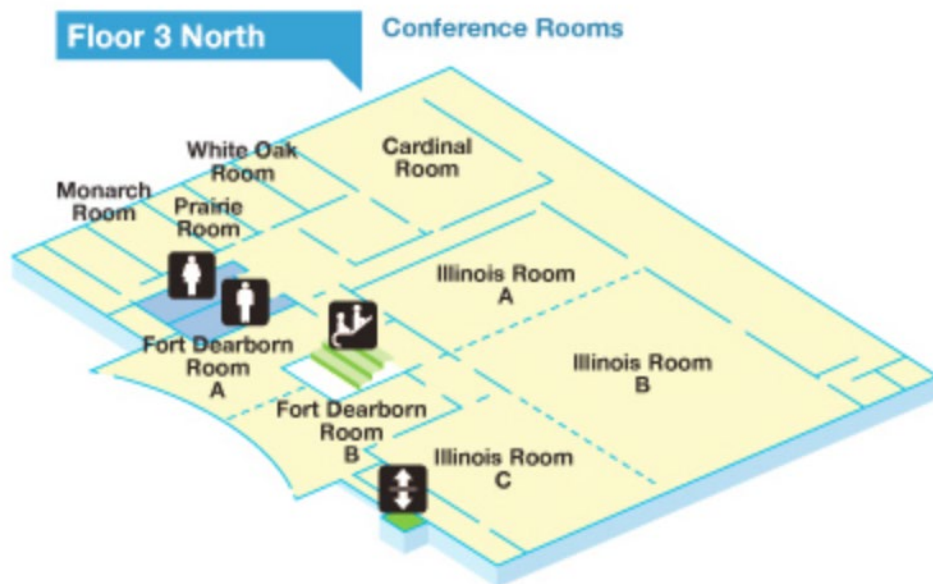 Floor 3 North
Conference Rooms
White Oak
Room
Cardinal
Room
Monarch
Room
Prairie
Room
Illinois Room
A
Fort Dearborn
Room
A
Illinois Room
B
Fort Dearborn
Room
B
Illinois Room
C